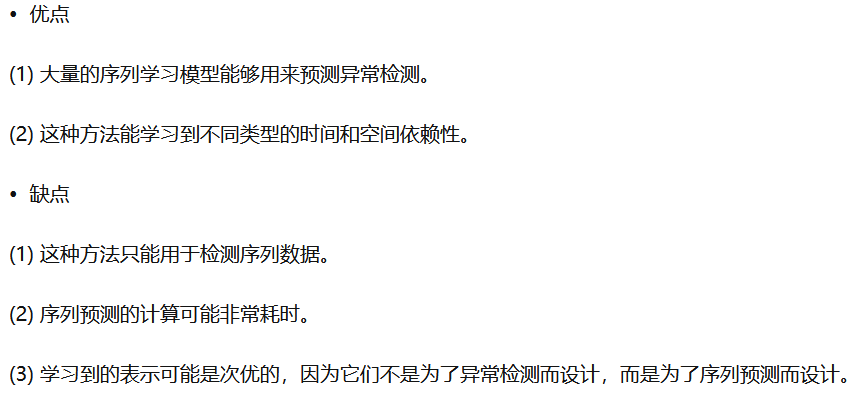 • 优点
(1) 大量的序列学习模型能够用来预测异常检测。
(2) 这种方法能学习到不同类型的时间和空间依赖性。
• 缺点
(1) 这种方法只能用于检测序列数据。
(2) 序列预测的计算可能非常耗时。
(3) 学习到的表示可能是次优的，因为它们不是为了异常检测而设计，而是为了序列预测而设计。